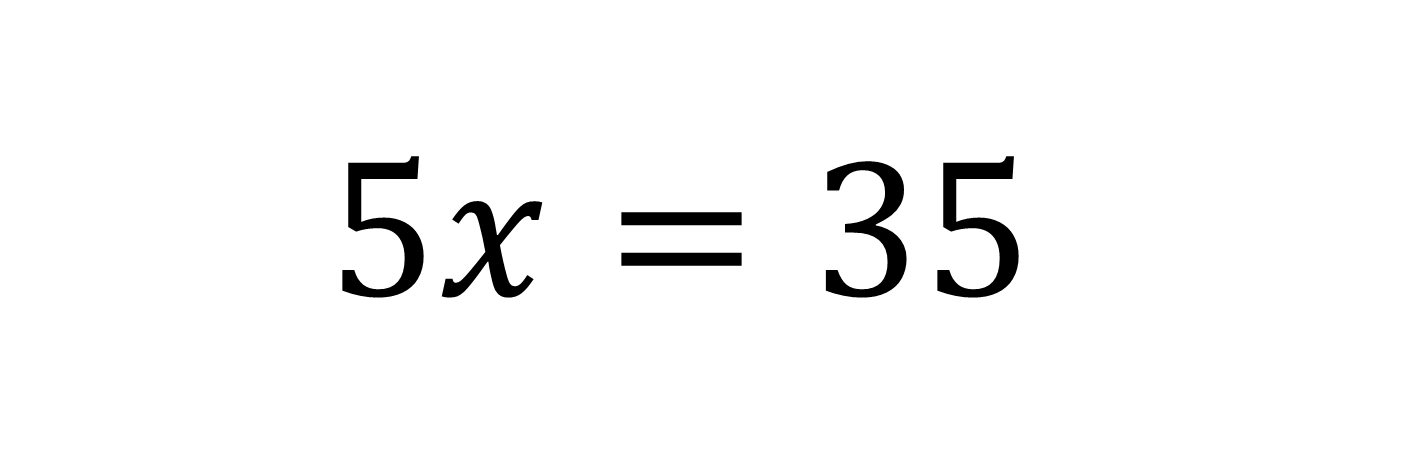 5x = 35